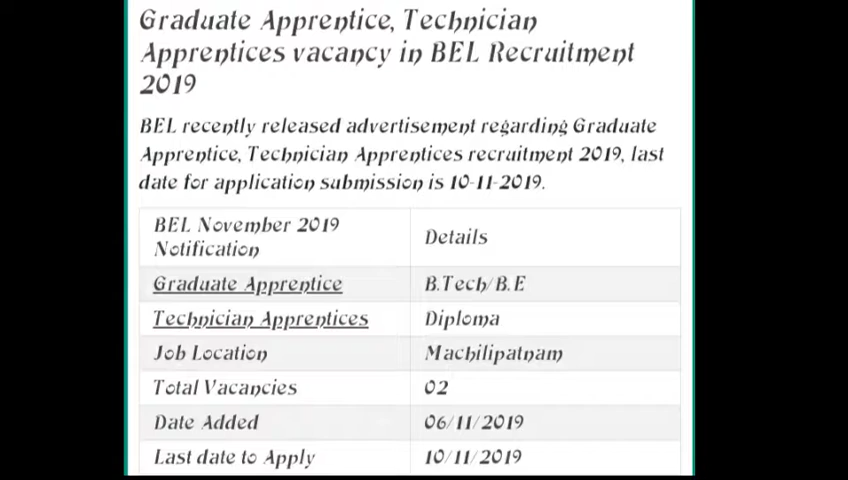 Graduate Apprentice, Technician
Apprentices vacancy in BEL Recruitment
2019
BEL recently released advertisement regarding Graduate
Apprentice, Technician Apprentices recruitment 2019, last
date for application submission is 10-11-2019.
BEL November 2019
Notification
Details
Graduate Apprentice B.Tech/B.E
Technician Apprentices Diploma
Job Location Machilipatnam
Total Vacancies 02
Date Added 06/11/2019
Last date to Apply 10/11/2019